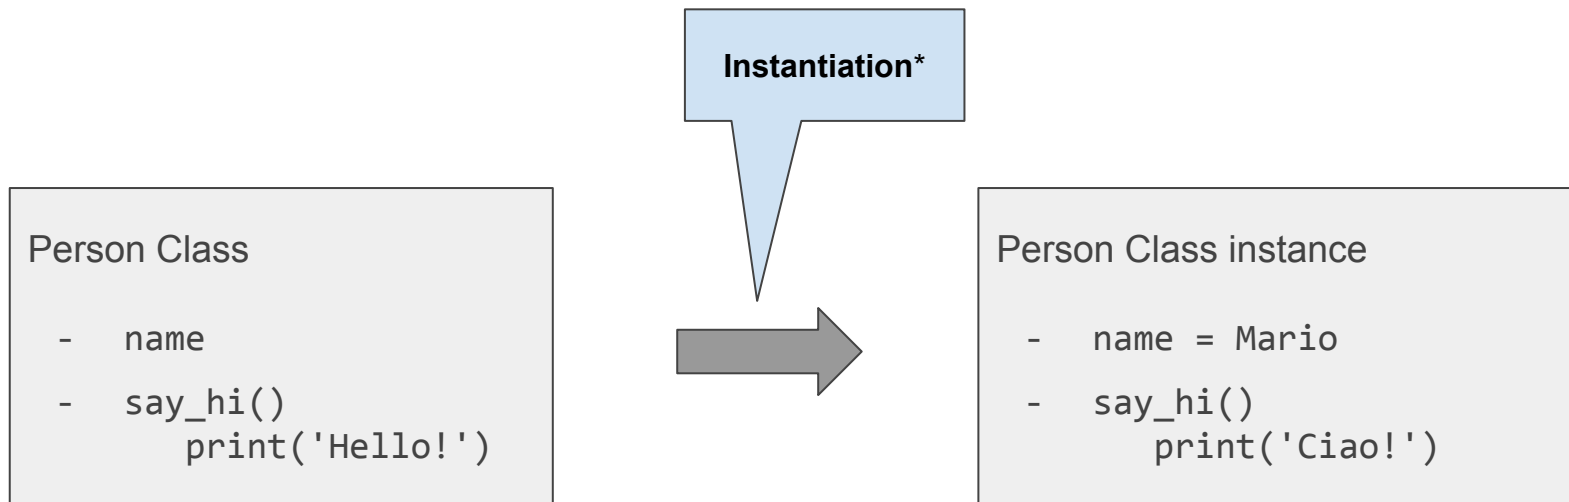 Instantiation*
Person Class
- name
- say_hi()
print('Hello!')
Person Class instance
- name = Mario
- say_hi()
print('Ciao!')